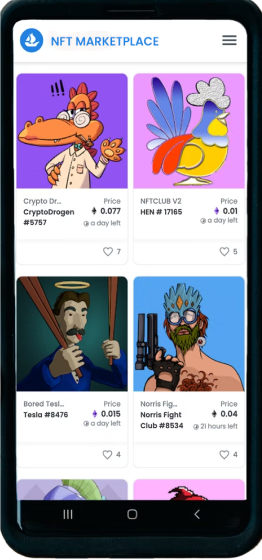 NFT MARKETPLACE
!!!
Crypto Dr... Price
CryptoDrogen 0.077
#5757 a day left
7
NFTCLUB V2 Price
HEN # 17165 0.01
a day left
5
Bored Tesl... Price
Tesla #8476 0.015
a day left
4
Norris Fig... Price
Norris Fight 0.04
Club #8534 21 hours left
4